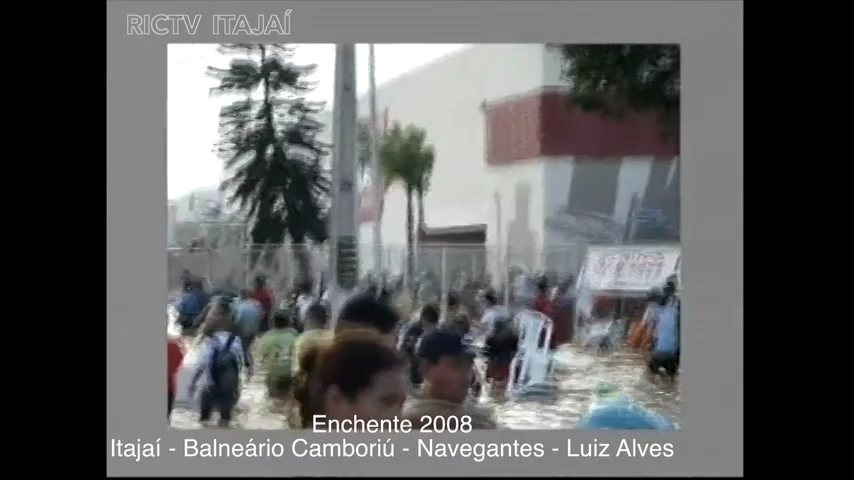 RICTV ITAJAÍ
Enchente 2008
Itajaí - Balneário Camboriú - Navegantes - Luiz Alves